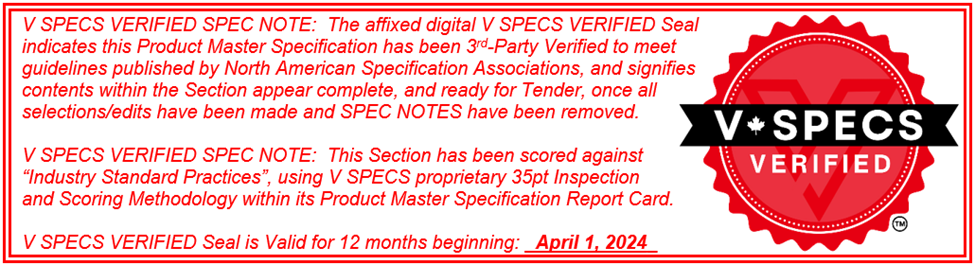 V SPECS VERIFIED SPEC NOTE:  The affixed digital V SPECS VERIFIED Seal
indicates this Product Master Specification has been 3rd-Party Verified to meet
guidelines published by North American Specification Associations, and signifies
contents within the Section appear complete, and ready for Tender, once all
selections/edits have been made and SPEC NOTES have been removed.
V SPECS VERIFIED SPEC NOTE:  This Section has been scored against
“Industry Standard Practices”, using V SPECS proprietary 35pt Inspection
and Scoring Methodology within its Product Master Specification Report Card.
V SPECS VERIFIED Seal is Valid for 12 months beginning: April 1, 2024
V SPECS
VERIFIED
TM